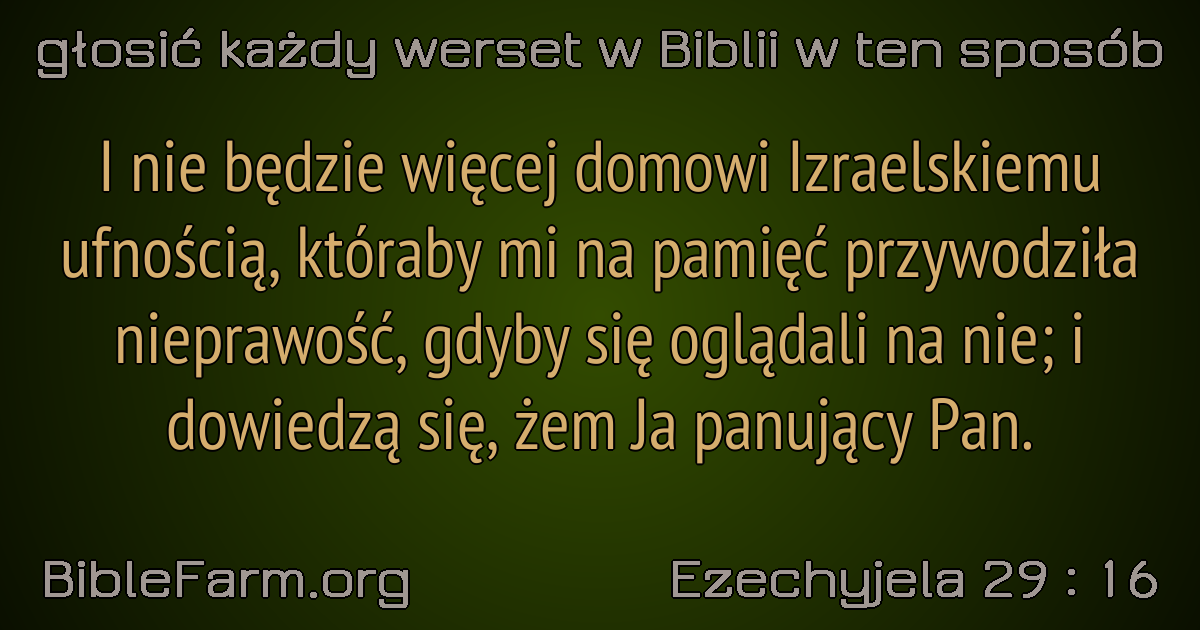 głosić każdy werset w Biblii w ten sposób
I nie będzie więcej domowi Izraelskiemu
ufnością, któraby mi na pamięć przywodziła
nieprawość, gdyby się oglądali na nie; i
dowiedzą się, żem Ja panujący Pan.
BibleFarm.org
Ezechyjela 29 : 16